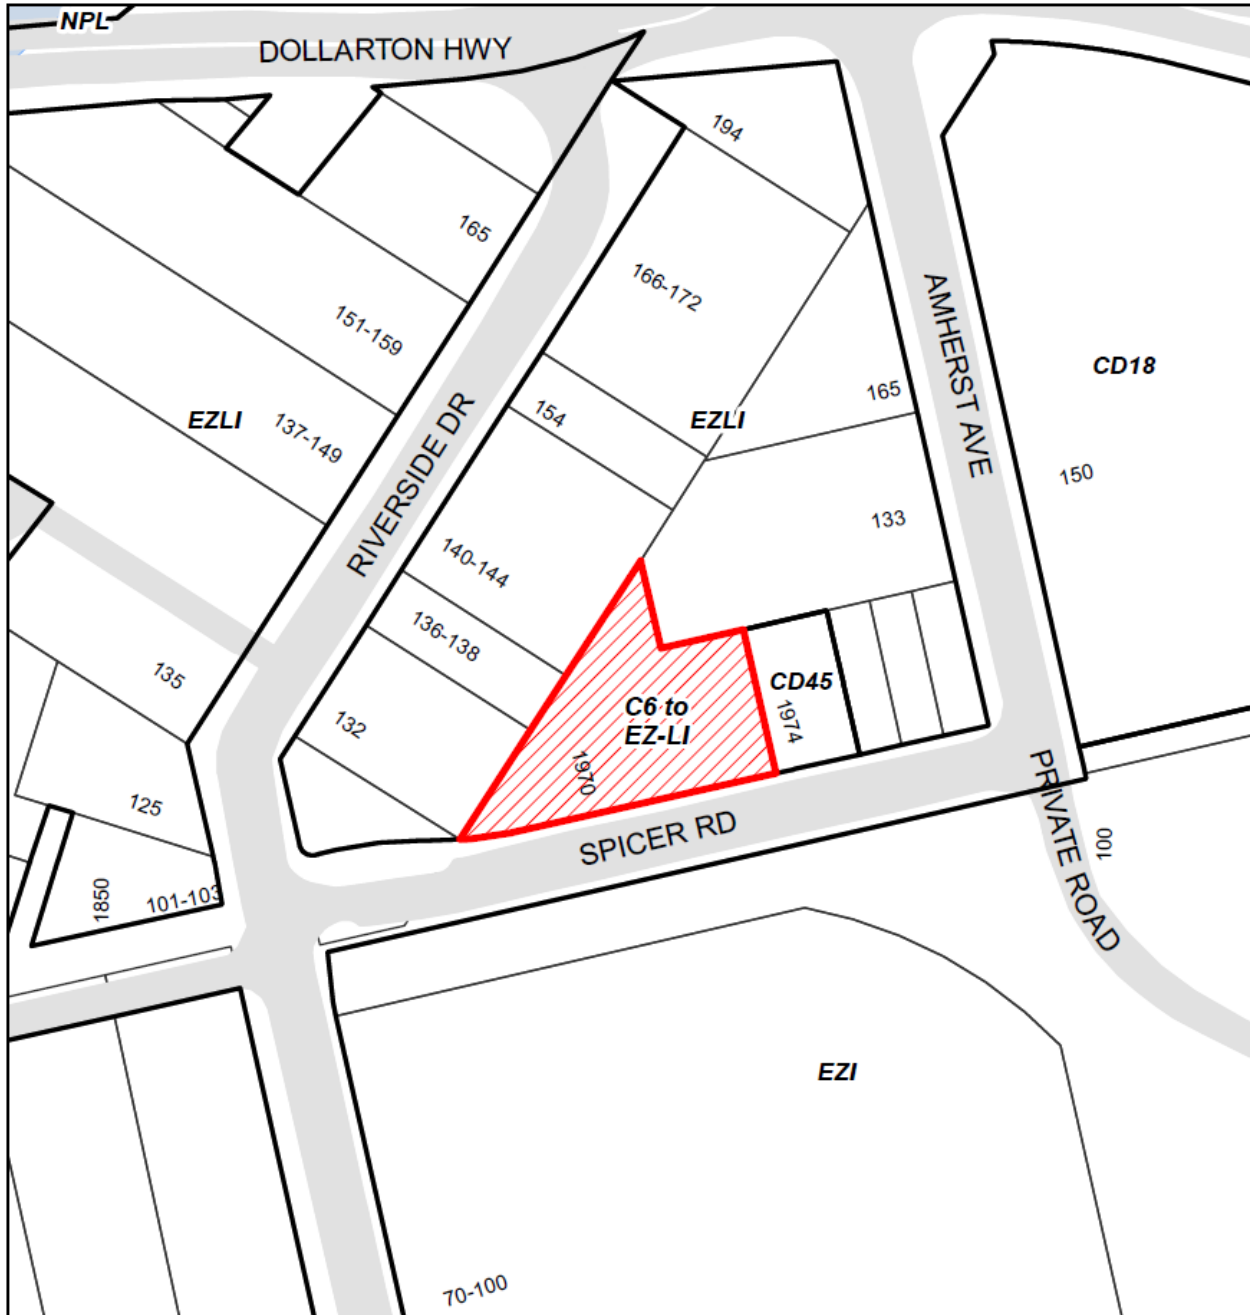 NPL
DOLLARTON HWY
194
165
166-172
151-159
AMHERST AVE
CD18
165
154
EZLI
EZLI
137-149
RIVERSIDE DR
150
133
140-144
136-138
135
CD45
C6 to
EZ-LI
1974
132
1970
125
SPICER RD
PRIVATE ROAD
100
1850
101-103
EZI
70-100